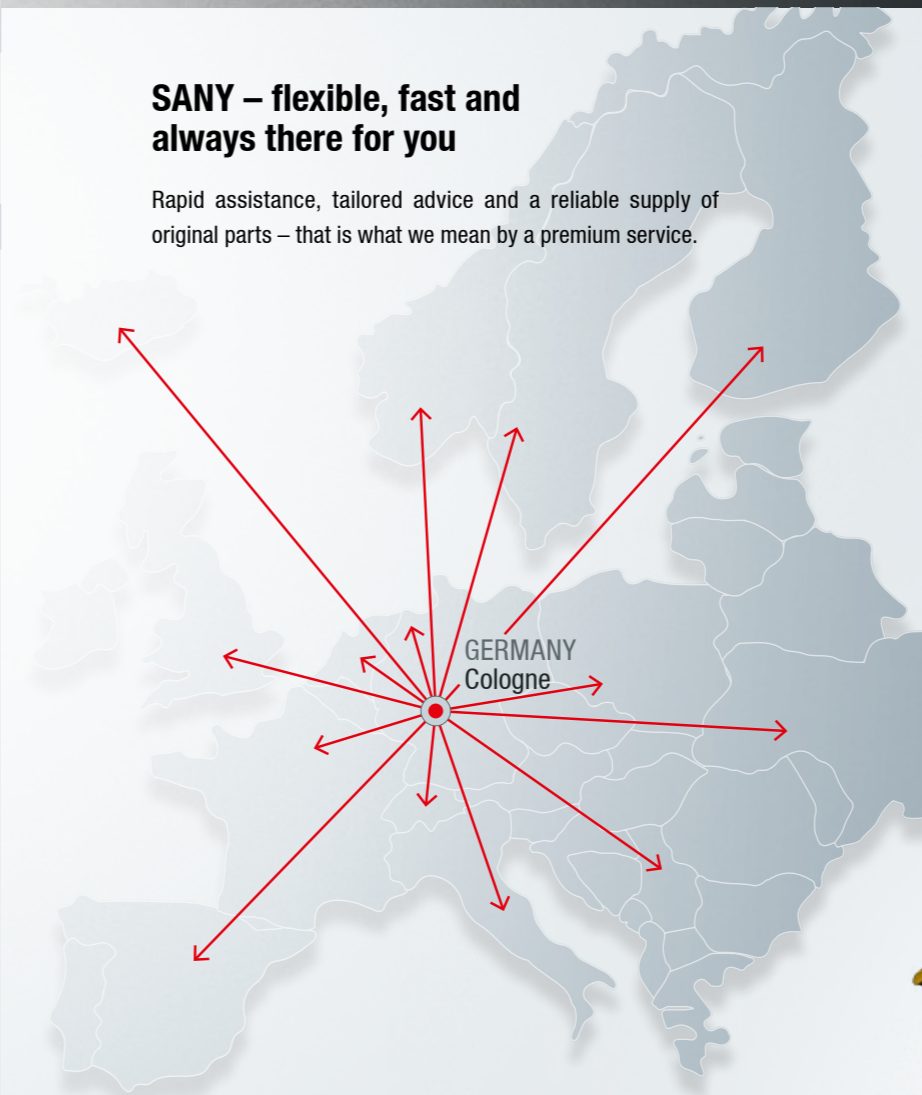 SANY – flexible, fast and
always there for you
Rapid assistance, tailored advice and a reliable supply of
original parts – that is what we mean by a premium service.
GERMANY
Cologne